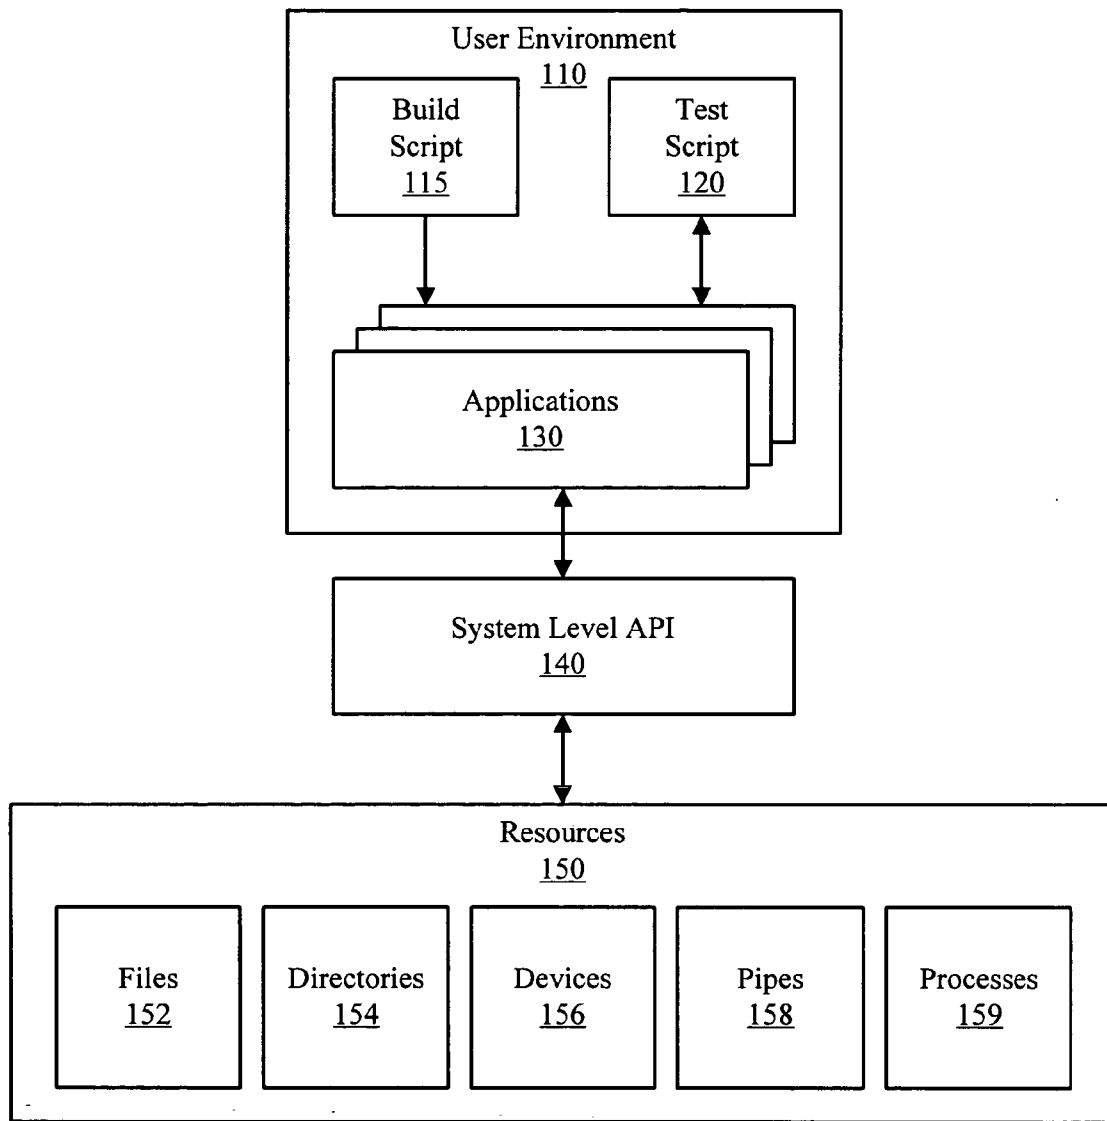 User Environment
110
Build
Script
115
Test
Script
120
Applications
130
System Level API
140
Resources
150
Files
152
Directories
154
Devices
156
Pipes
158
Processes
159